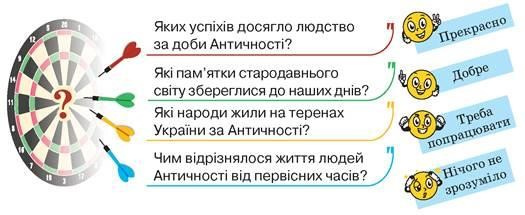 Яких успіхів досягло людство
за доби Античності?
Прекрасно
Які пам’ятки стародавнього
світу збереглися до наших днів?
Добре
Які народи жили на теренах
України за Античності?
Треба
попрацювати
Чим відрізнялося життя людей
Античності від первісних часів?
Нічого не
зрозуміло
?